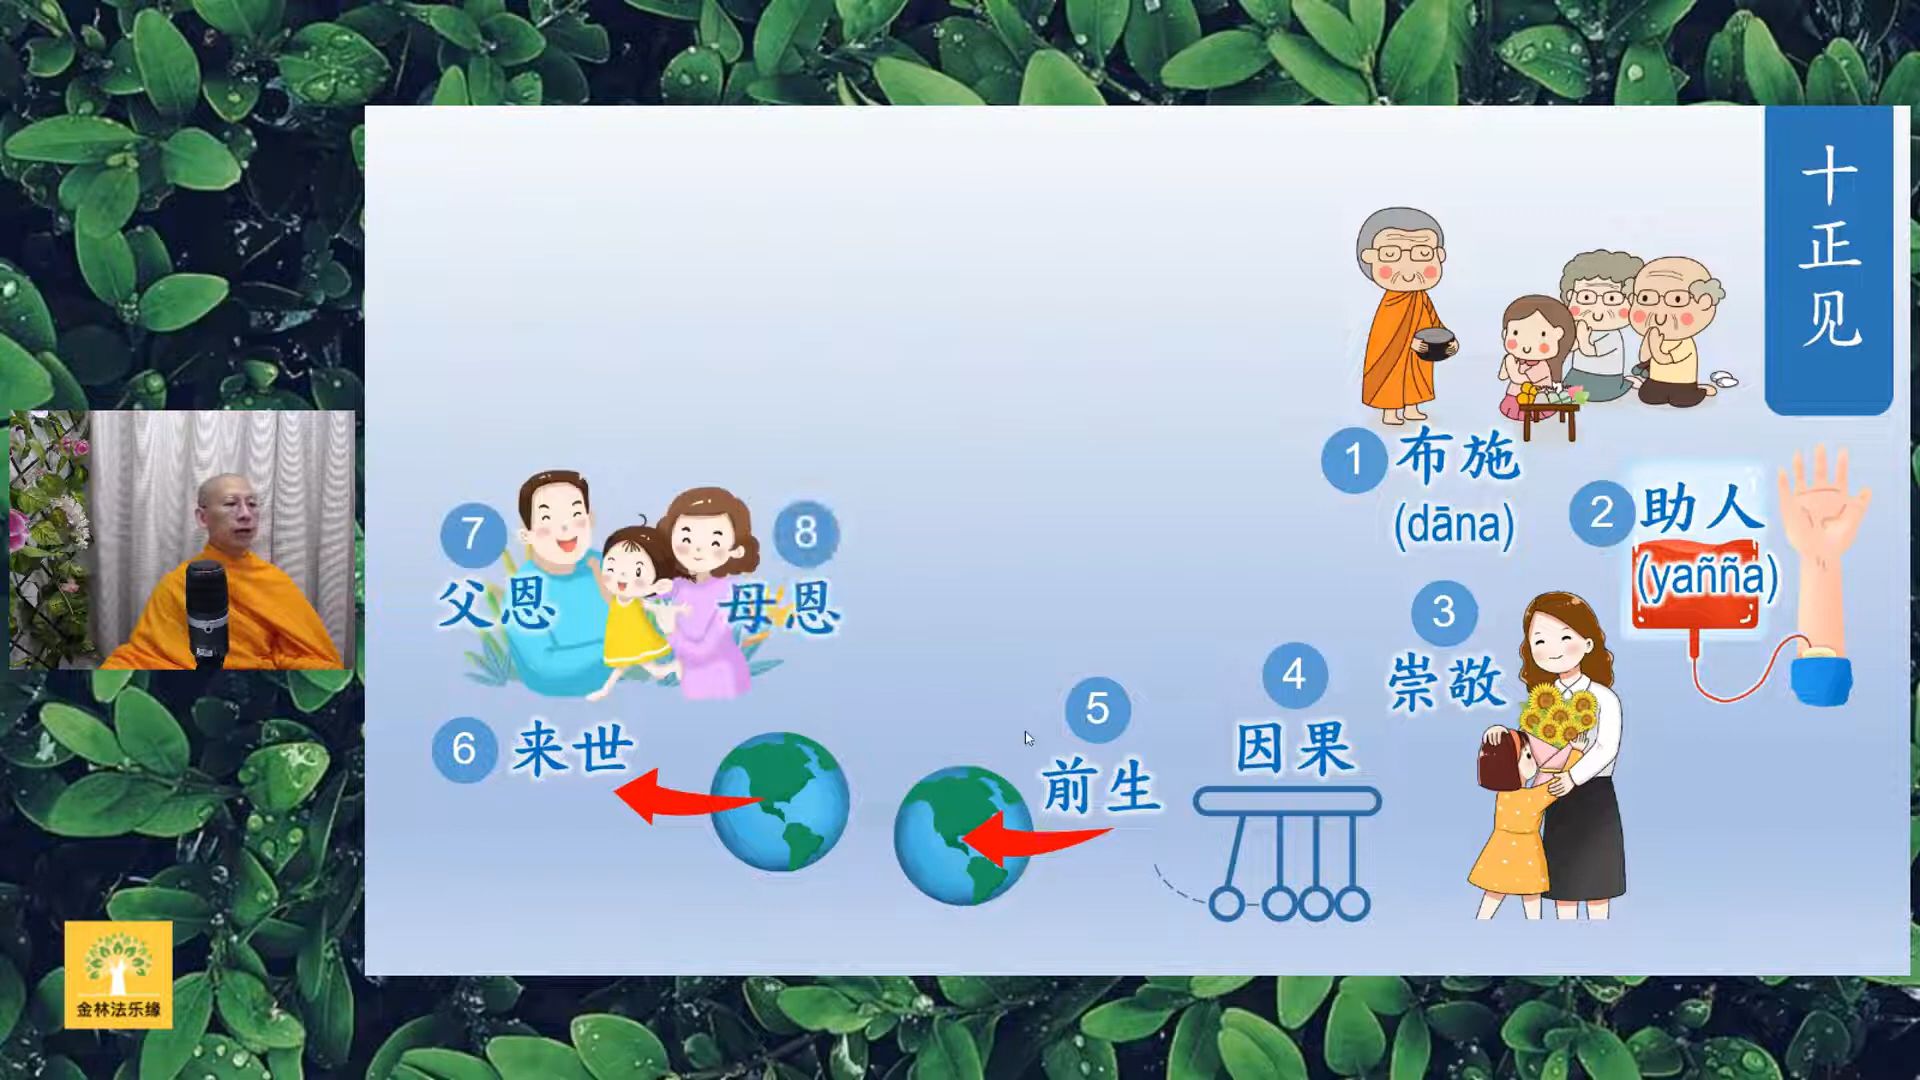 十正见
1 布施
(dāna)
2 助人
(yañña)
3
崇敬
4
因果
5
前生
6 来世
7
父恩
8
母恩
金林法乐缘